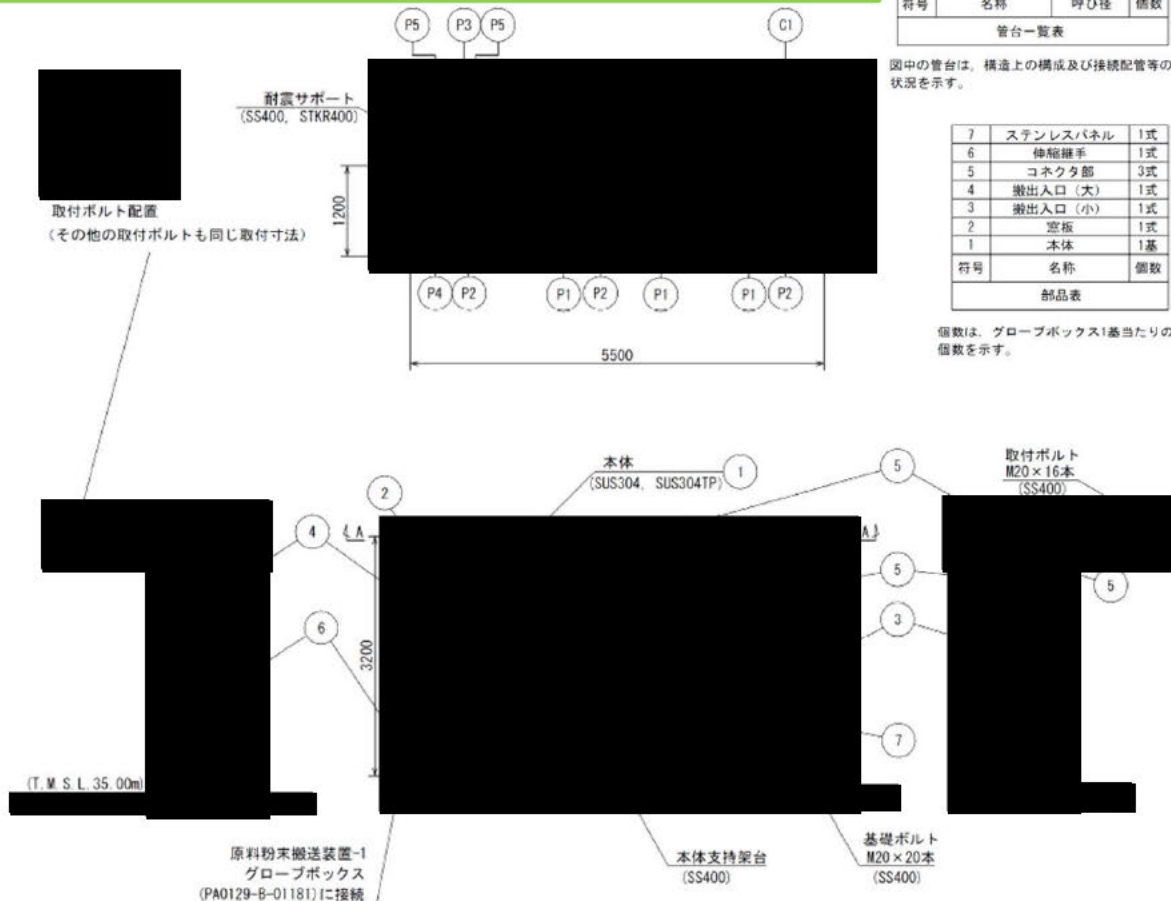 符号 名称 呼び径 個数
管台一覧表
図中の管台は，構造上の構成及び接続配管等の
状況を示す。
P5 P3 P5 C1
耐震サポート
(SS400, STKR400)
1200
取付ボルト配置
(その他の取付ボルトも同じ取付寸法)
P4 P2 P1 P2 P1 P1 P2
5500
7 ステンレスパネル 1式
6 伸縮継手 1式
5 コネクタ部 3式
4 搬出入口（大） 1式
3 搬出入口（小） 1式
2 窓板 1式
1 本体 1基
符号 名称 個数
部品表
個数は，グローブボックス1基当たりの
個数を示す。
本体
(SUS304, SUS304TP)
1
2
5
取付ボルト
M20×16本
(SS400)
4
A
A
5
5
6
3200
3
7
(T.M.S.L.35.00m)
原料粉末搬送装置-1
グローブボックス
(PA0129-B-01181)に接続
本体支持架台
(SS400)
基礎ボルト
M20×20本
(SS400)